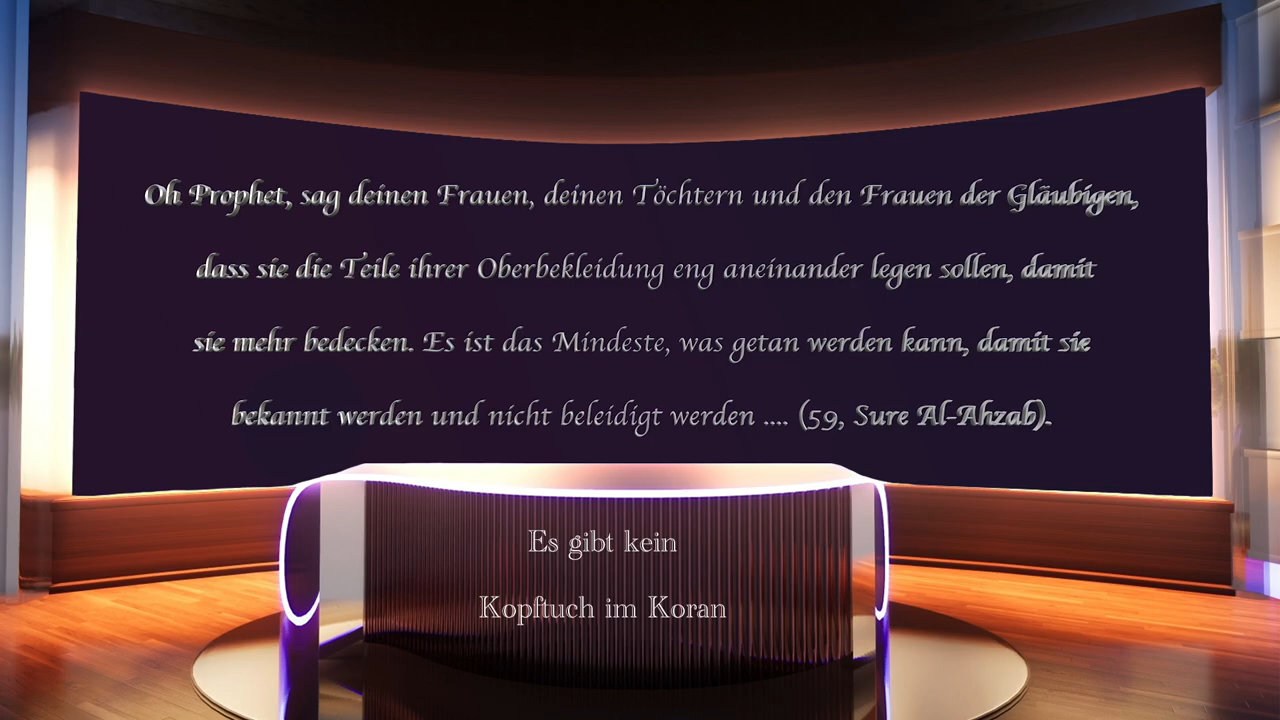 Oh Prophet, sag deinen Frauen, deinen Töchtern und den Frauen der Gläubigen,
dass sie die Teile ihrer Oberbekleidung eng aneinander legen sollen, damit
sie mehr bedecken. Es ist das Mindeste, was getan werden kann, damit sie
bekannt werden und nicht beleidigt werden .... (59, Sure Al-Ahzab).
Es gibt kein
Kopftuch im Koran